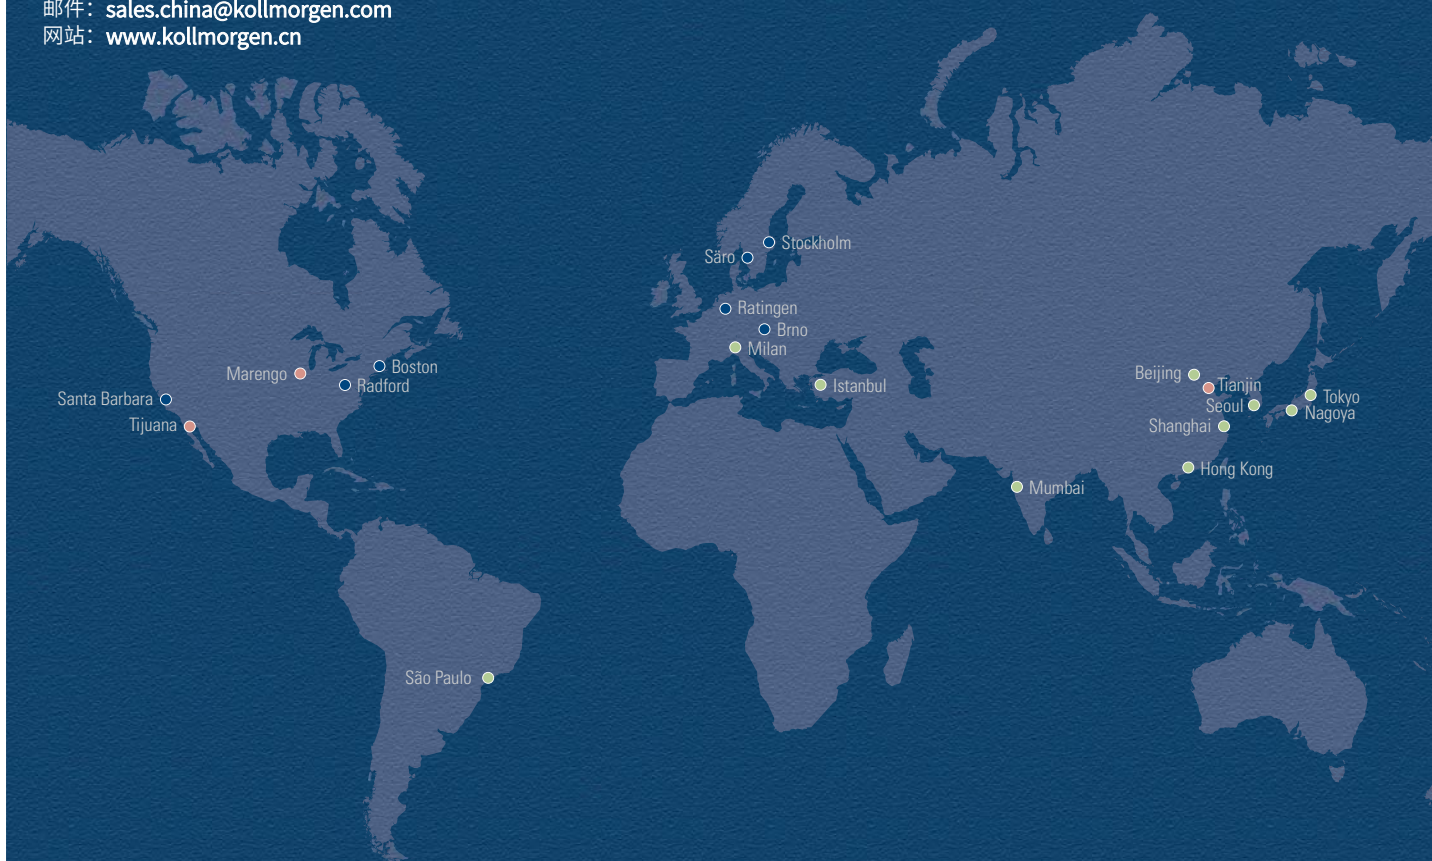 邮件：sales.china@kollmorgen.com
网站：www.kollmorgen.cn
Stockholm
Säro
Ratingen
Brno
Milan
Istanbul
Boston
Marengo
Radford
Santa Barbara
Tijuana
Beijing
Tianjin
Seoul
Tokyo
Nagoya
Shanghai
Hong Kong
Mumbai
São Paulo